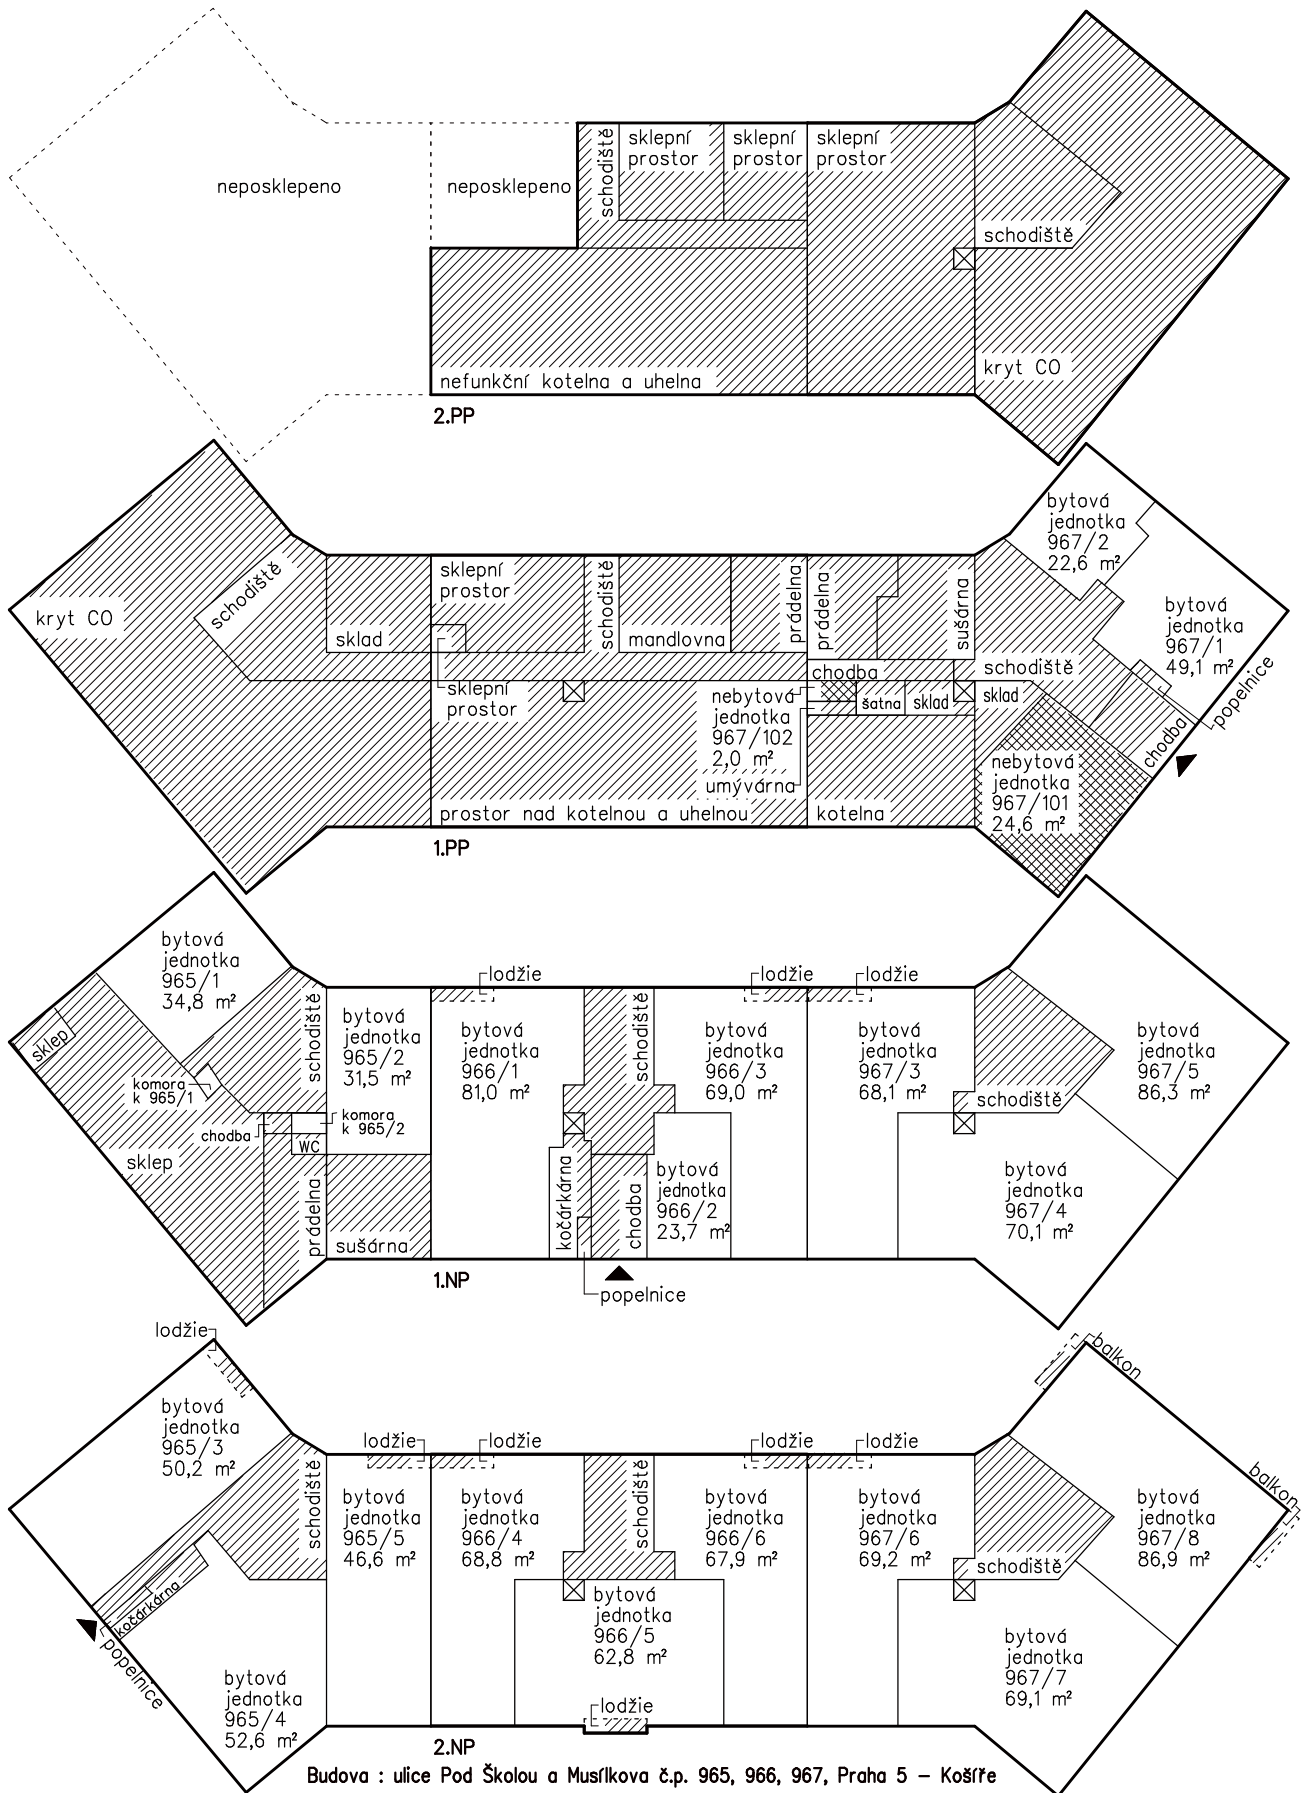 neposklepeno
neposklepeno
schodiště
sklepní
prostor
sklepní
prostor
sklepní
prostor
schodiště
nefunkční kotelna a uhelna
kryt CO
2.PP
kryt CO
schodiště
sklad
sklepní
prostor
sklepní
prostor
schodiště
mandlovna
prádelna
prádelna
sušárna
chodba
schodiště
nebytová
jednotka
967/102
2,0 m²
umývárna
šatna
sklad
sklad
bytová
jednotka
967/2
22,6 m²
bytová
jednotka
967/1
49,1 m²
popelnice
chodba
nebytová
jednotka
967/101
24,6 m²
prostor nad kotelnou a uhelnou
kotelna
1.PP
bytová
jednotka
965/1
34,8 m²
sklep
komora
k 965/1
schodiště
bytová
jednotka
965/2
31,5 m²
komora
k 965/2
chodba
WC
sklep
prádelna
sušárna
lodžie
bytová
jednotka
966/1
81,0 m²
schodiště
kočárkárna
chodba
popelnice
lodžie
bytová
jednotka
966/3
69,0 m²
bytová
jednotka
966/2
23,7 m²
lodžie
bytová
jednotka
967/3
68,1 m²
schodiště
bytová
jednotka
967/5
86,3 m²
bytová
jednotka
967/4
70,1 m²
1.NP
lodžie
bytová
jednotka
965/3
50,2 m²
schodiště
kočárkárna
popelnice
bytová
jednotka
965/4
52,6 m²
lodžie
bytová
jednotka
965/5
46,6 m²
lodžie
bytová
jednotka
966/4
68,8 m²
schodiště
bytová
jednotka
966/5
62,8 m²
lodžie
lodžie
bytová
jednotka
966/6
67,9 m²
lodžie
bytová
jednotka
967/6
69,2 m²
schodiště
balkon
bytová
jednotka
967/8
86,9 m²
balkon
bytová
jednotka
967/7
69,1 m²
2.NP
Budova : ulice Pod Školou a Musílkova č.p. 965, 966, 967, Praha 5 – Košíře